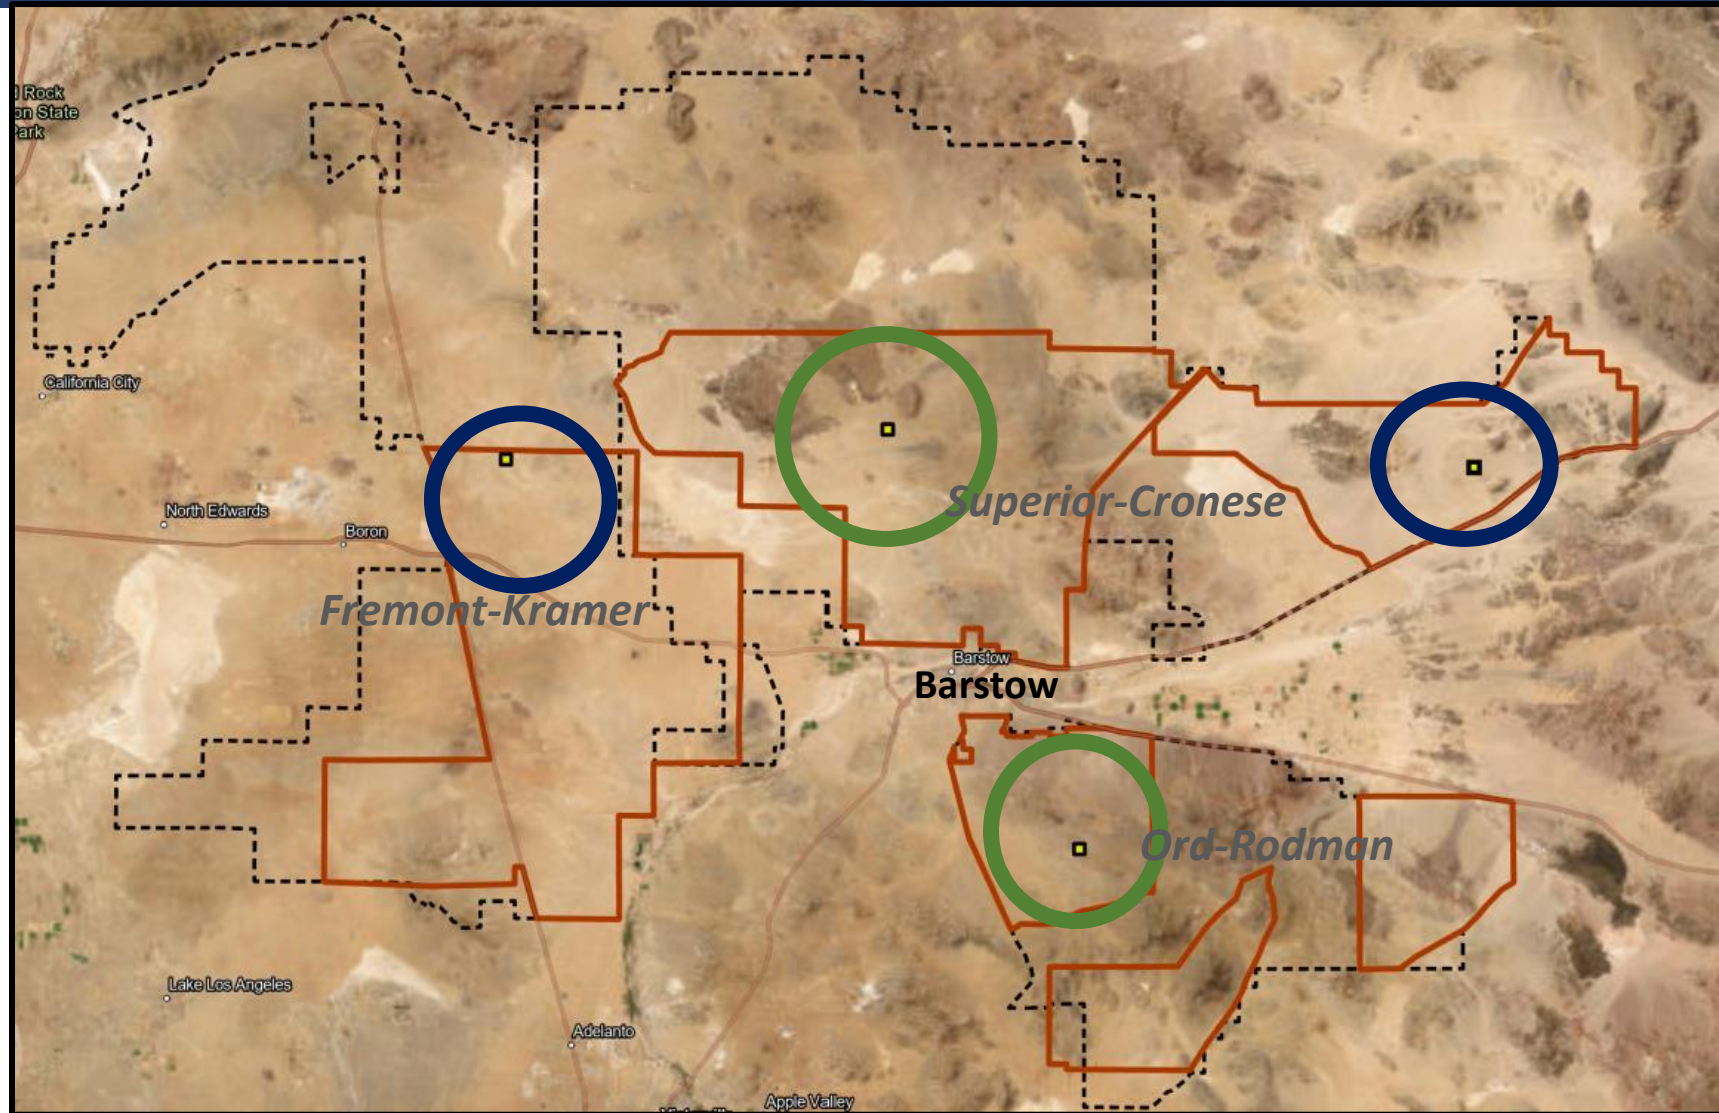 Rock
on State
Park
California City
North Edwards
Boron
Superior-Cronese
Fremont-Kramer
Barstow
Barstow
Ord-Rodman
Lake Los Angeles
Adelanto
Apple Valley